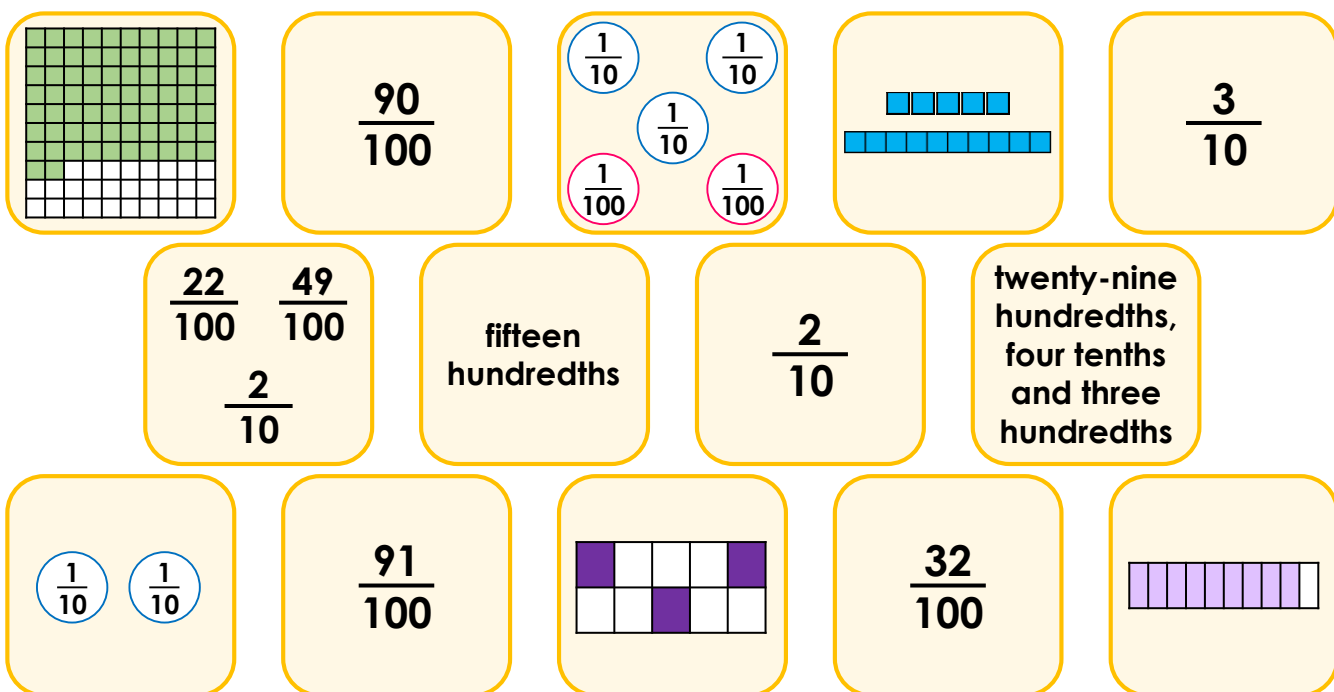 90/100
1/10 1/10
1/10
1/100 1/100
3/10
22/100 49/100
2/10
fifteen
hundredths
2/10
twenty-nine
hundredths,
four tenths
and three
hundredths
1/10 1/10
91/100
32/100